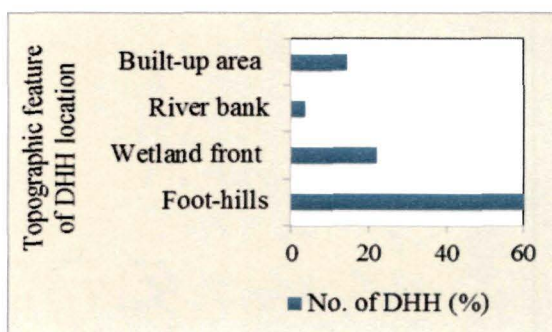 Topographic feature
of DHH location
Built-up area
River bank
Wetland front
Foot-hills
0 20 40 60
No. of DHH (%)